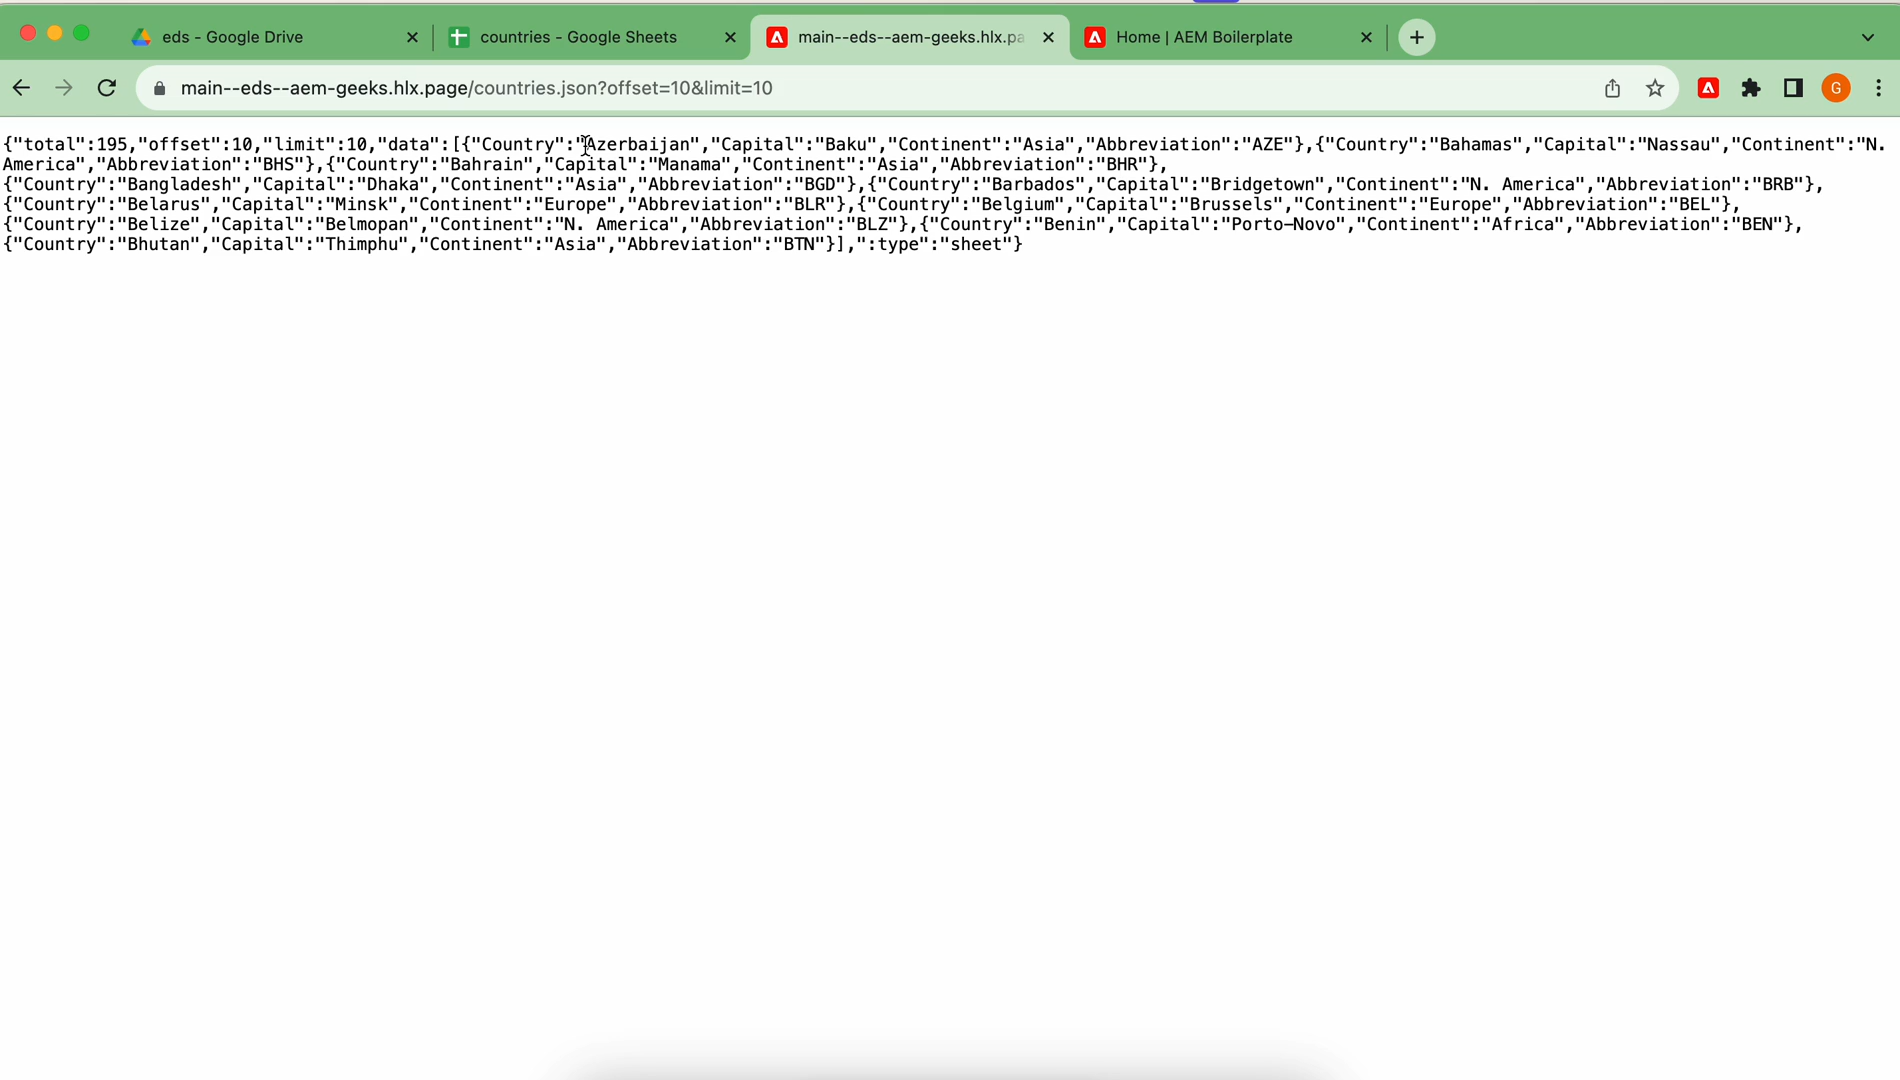 eds - Google Drive
countries - Google Sheets
main--eds--aem-geeks.hlx.pa
Home | AEM Boilerplate
main--eds--aem-geeks.hlx.page/countries.json?offset=10&limit=10
G
{"total":195,"offset":10,"limit":10,"data":[{"Country":"Azerbaijan","Capital":"Baku","Continent":"Asia","Abbreviation":"AZE"},{"Country":"Bahamas","Capital":"Nassau","Continent":"N.
America","Abbreviation":"BHS"},{"Country":"Bahrain","Capital":"Manama","Continent":"Asia","Abbreviation":"BHR"},
{"Country":"Bangladesh","Capital":"Dhaka","Continent":"Asia","Abbreviation":"BGD"},{"Country":"Barbados","Capital":"Bridgetown","Continent":"N. America","Abbreviation":"BRB"},
{"Country":"Belarus","Capital":"Minsk","Continent":"Europe","Abbreviation":"BLR"},{"Country":"Belgium","Capital":"Brussels","Continent":"Europe","Abbreviation":"BEL"},
{"Country":"Belize","Capital":"Belmopan","Continent":"N. America","Abbreviation":"BLZ"},{"Country":"Benin","Capital":"Porto-Novo","Continent":"Africa","Abbreviation":"BEN"},
{"Country":"Bhutan","Capital":"Thimphu","Continent":"Asia","Abbreviation":"BTN"}],":type":"sheet"}